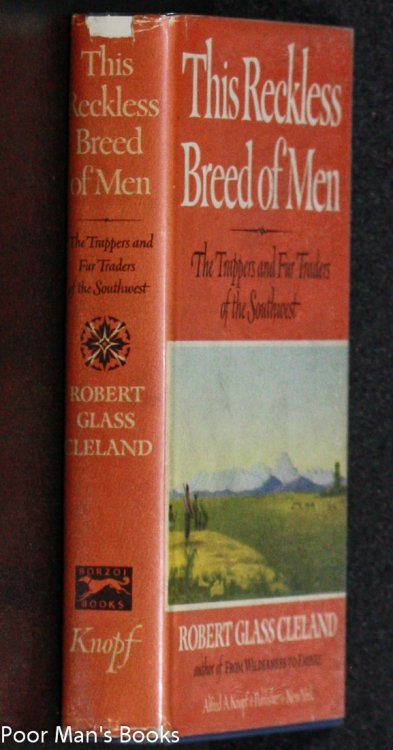 This
Reckless
Breed
of Men
The Trappers and
Fur Traders
of the Southwest
ROBERT
GLASS
CLELAND
BORZOI
BOOKS
Knopf
This Reckless
Breed of Men
The Trappers and Fur Traders
of the Southwest
ROBERT GLASS CLELAND
author of FROM WILDERNESS TO EMPIRE
Alfred A Knopf Publisher New York
Poor Man's Books